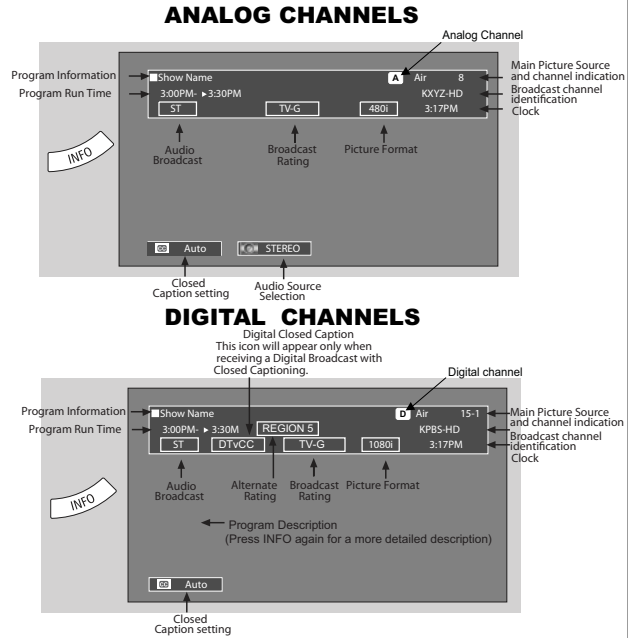 ANALOG CHANNELS
Analog Channel
Program Information
Show Name
A
Air
8
Main Picture Source
and channel indication
Program Run Time
3:00PM- ►3:30PM
KXYZ-HD
Broadcast channel
identification
ST
TV-G
480i
3:17PM
Clock
INFO
Audio
Broadcast
Broadcast
Rating
Picture Format
CC
Auto
STEREO
Closed
Caption setting
Audio Source
Selection
DIGITAL CHANNELS
Digital Closed Caption
This icon will appear only when
receiving a Digital Broadcast with
Closed Captioning.
Digital channel
Program Information
Show Name
D
Air
15-1
Main Picture Source
and channel indication
Program Run Time
3:00PM- ► 3:30M
REGION 5
KPBS-HD
Broadcast channel
identification
ST
DTvCC
TV-G
1080i
3:17PM
Clock
INFO
Audio
Broadcast
Alternate
Rating
Broadcast
Rating
Picture Format
Program Description
(Press INFO again for a more detailed description)
CC
Auto
Closed
Caption setting